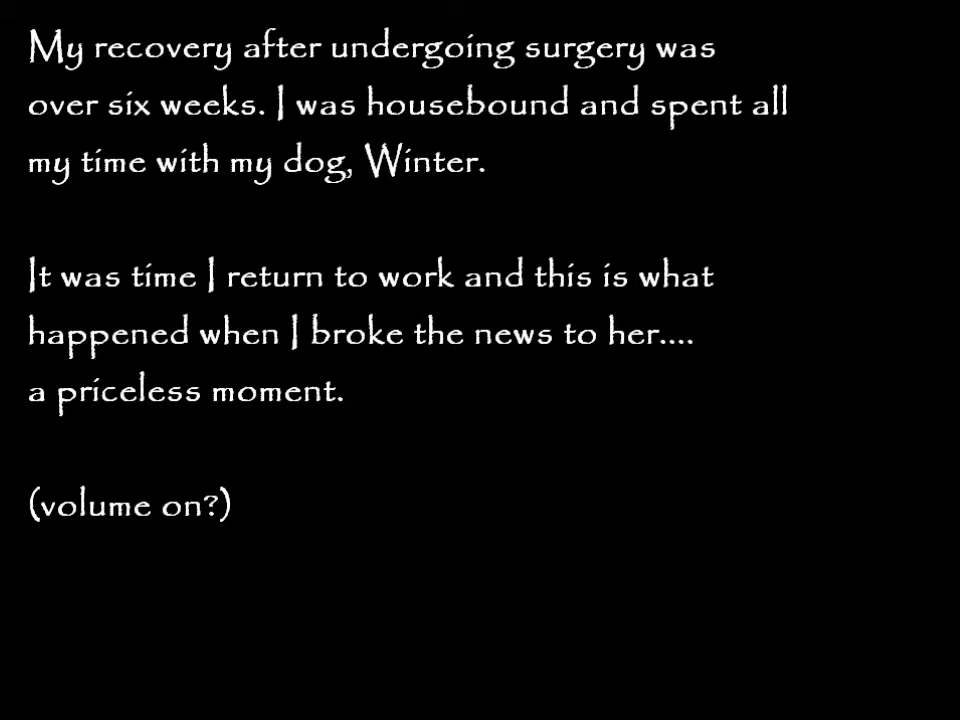 My recovery after undergoing surgery was
over six weeks. I was housebound and spent all
my time with my dog, Winter.
It was time I return to work and this is what
happened when I broke the news to her....
a priceless moment.
(volume on?)